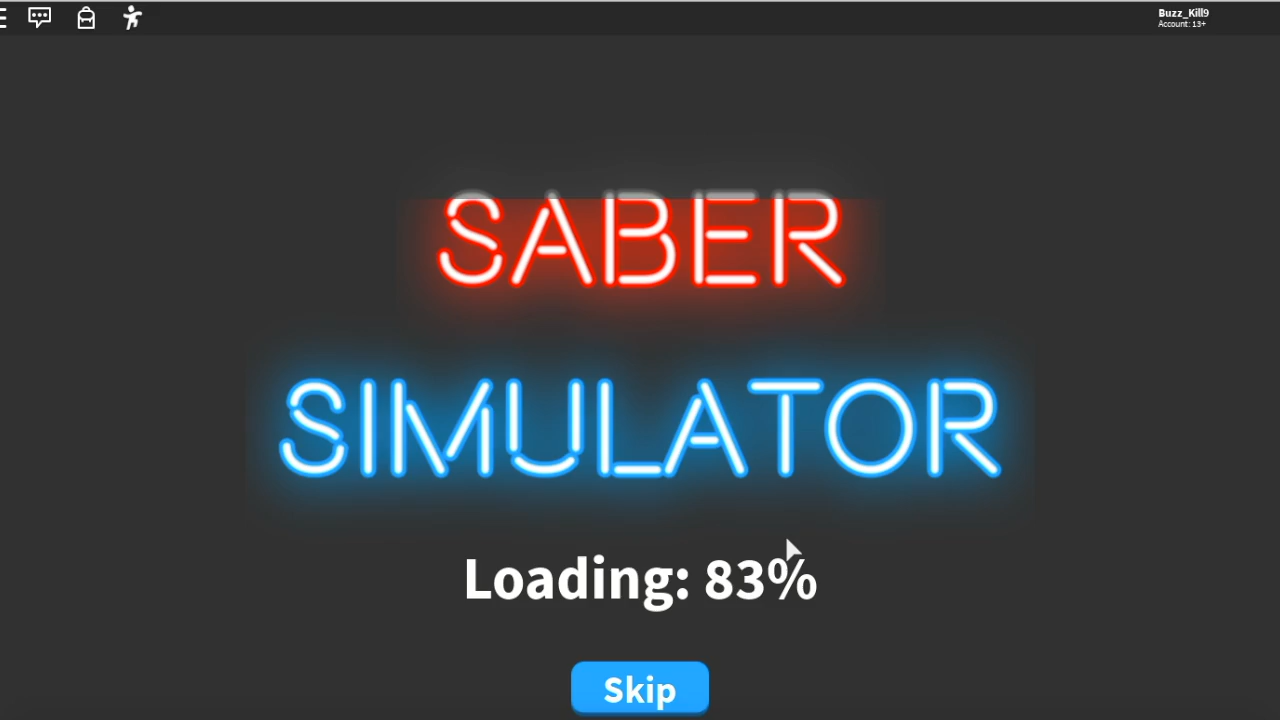 Buzz_Kill9
Account: 13+
SABER
SIMULATOR
Loading: 83%
Skip